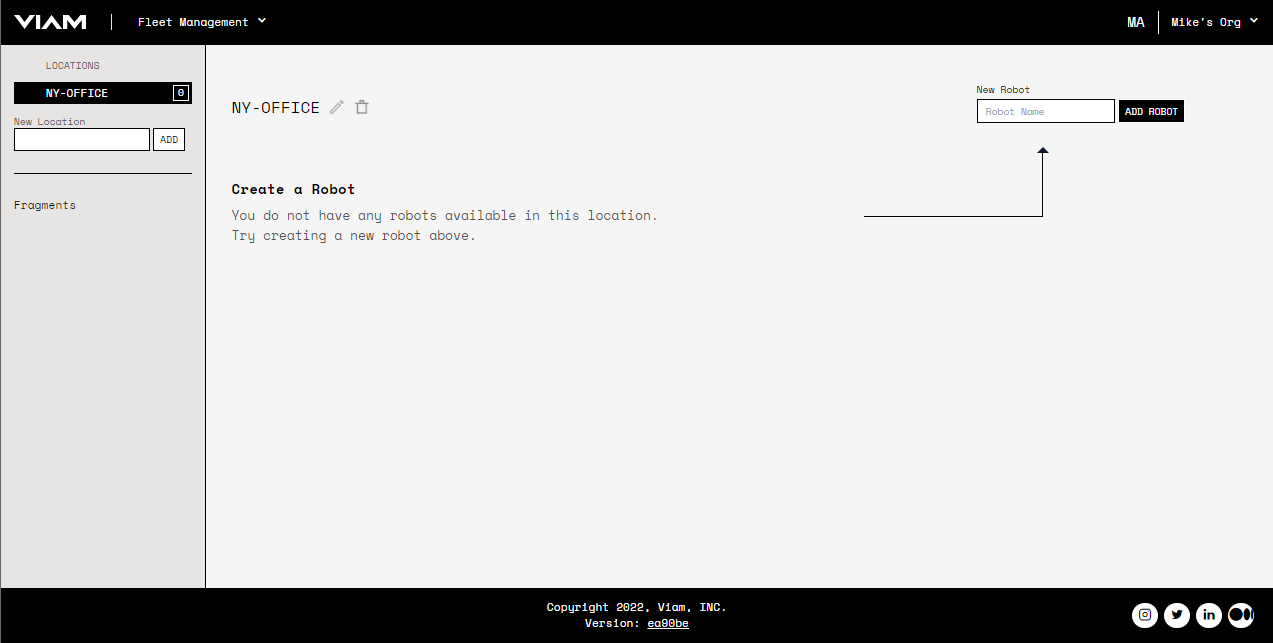 VIAM
Fleet Management
MA
Mike's Org
LOCATIONS
NY-OFFICE 0
New Location
ADD
Fragments
NY-OFFICE
New Robot
Robot Name
ADD ROBOT
Create a Robot
You do not have any robots available in this location.
Try creating a new robot above.
Copyright 2022, Viam, INC.
Version: ea90be
in